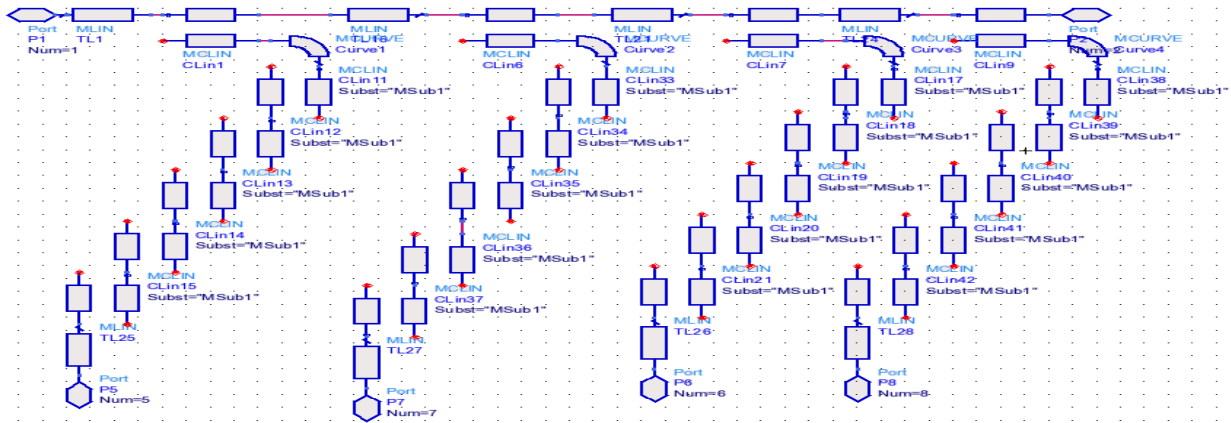 Port
P1
Num=1
MLIN
TL1
Port
MCLIN
CLin1
MCURVE
Curve1
MCLIN
CLin6
MCURVE
Curve2
MCLIN
CLin7
MCURVE
Curve3
MCLIN
CLin9
Curve4
MCLIN
CLin11
Subst="MSub1"
MCLIN
CLin33
Subst="MSub1"
MCLIN
CLin17
Subst="MSub1"
MCLIN
CLin38
Subst="MSub1"
MCLIN
CLin12
Subst="MSub1"
MCLIN
CLin34
Subst="MSub1"
MCLIN
CLin18
Subst="MSub1"
MCLIN
CLin39
Subst="MSub1"
MCLIN
CLin13
Subst="MSub1"
MCLIN
CLin35
Subst="MSub1"
MCLIN
CLin19
Subst="MSub1"
MCLIN
CLin40
Subst="MSub1"
MCLIN
CLin14
Subst="MSub1"
MCLIN
CLin36
Subst="MSub1"
MCLIN
CLin20
Subst="MSub1"
MCLIN
CLin41
Subst="MSub1"
MCLIN
CLin15
Subst="MSub1"
MCLIN
CLin37
Subst="MSub1"
MCLIN
CLin21
Subst="MSub1"
MCLIN
CLin42
Subst="MSub1"
MLIN
TL25
MLIN
TL27
MLIN
TL26
MLIN
TL28
Port
P5
Num=5
Port
P7
Num=7
Port
P6
Num=6
Port
P8
Num=8